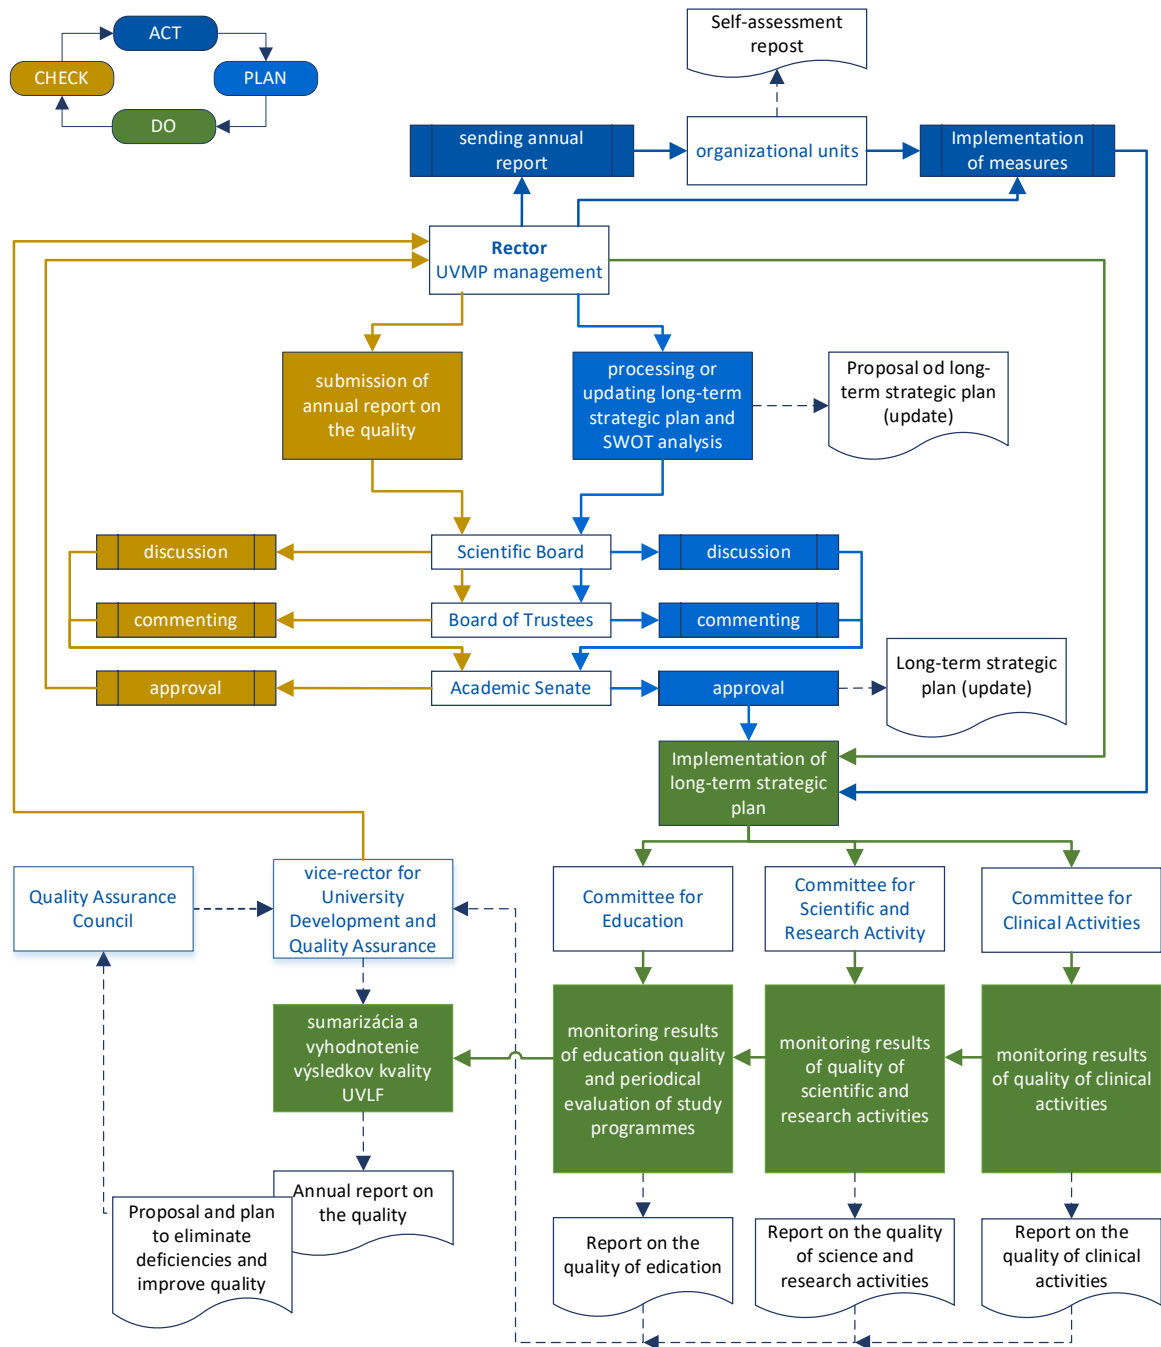 ACT
CHECK
PLAN
DO
Self-assessment
repost
sending annual
report
organizational units
Implementation
of measures
Rector
UVMP management
submission of
annual report on
the quality
processing or
updating long-term
strategic plan and
SWOT analysis
Proposal od long-
term strategic plan
(update)
discussion
Scientific Board
discussion
commenting
Board of Trustees
commenting
approval
Academic Senate
approval
Long-term strategic
plan (update)
Implementation of
long-term strategic
plan
Quality Assurance
Council
vice-rector for
University
Development and
Quality Assurance
Committee for
Education
Committee for
Scientific and
Research Activity
Committee for
Clinical Activities
sumarizácia a
vyhodnotenie
výsledkov kvality
UVLF
monitoring results
of education quality
and periodical
evaluation of study
programmes
monitoring results
of quality of
scientific and
research activities
monitoring results
of quality of clinical
activities
Annual report on
the quality
Proposal and plan
to eliminate
deficiencies and
improve quality
Report on the
quality of edication
Report on the quality
of science and
research activities
Report on the
quality of clinical
activities